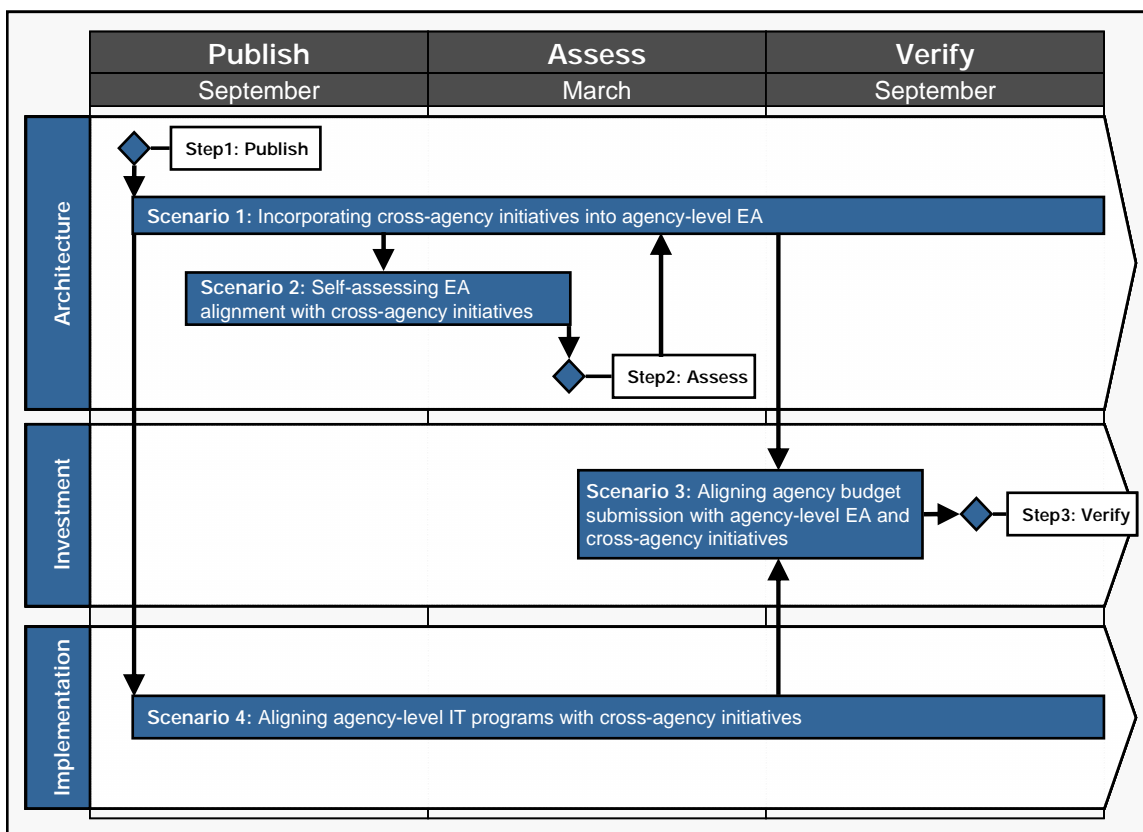 Publish
Assess
Verify
September
March
September
Architecture
Step1: Publish
Scenario 1: Incorporating cross-agency initiatives into agency-level EA
Scenario 2: Self-assessing EA
alignment with cross-agency initiatives
Step2: Assess
Investment
Scenario 3: Aligning agency budget
submission with agency-level EA and
cross-agency initiatives
Step3: Verify
Implementation
Scenario 4: Aligning agency-level IT programs with cross-agency initiatives